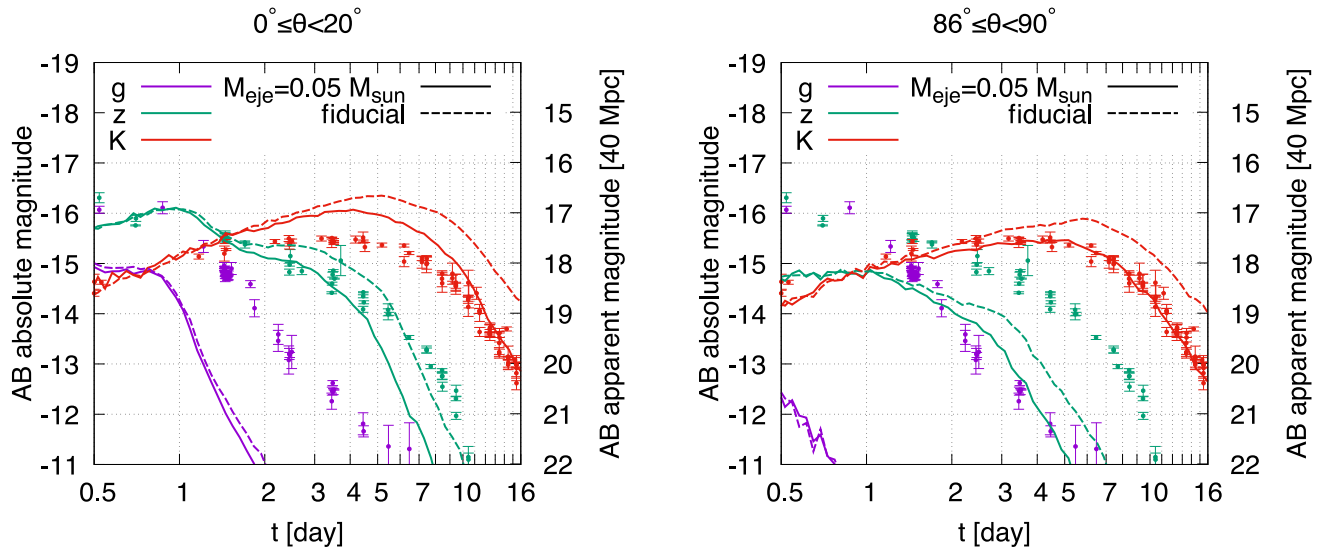 0°≤θ<20°
-19
-18
-17
-16
-15
-14
-13
-12
-11
AB absolute magnitude
g
z
K
M_eje=0.05 M_sun
fiducial
15
16
17
18
19
20
21
22
AB apparent magnitude [40 Mpc]
0.5 1 2 3 4 5 7 10 16
t [day]
86°≤θ<90°
-19
-18
-17
-16
-15
-14
-13
-12
-11
AB absolute magnitude
g
z
K
M_eje=0.05 M_sun
fiducial
15
16
17
18
19
20
21
22
AB apparent magnitude [40 Mpc]
0.5 1 2 3 4 5 7 10 16
t [day]